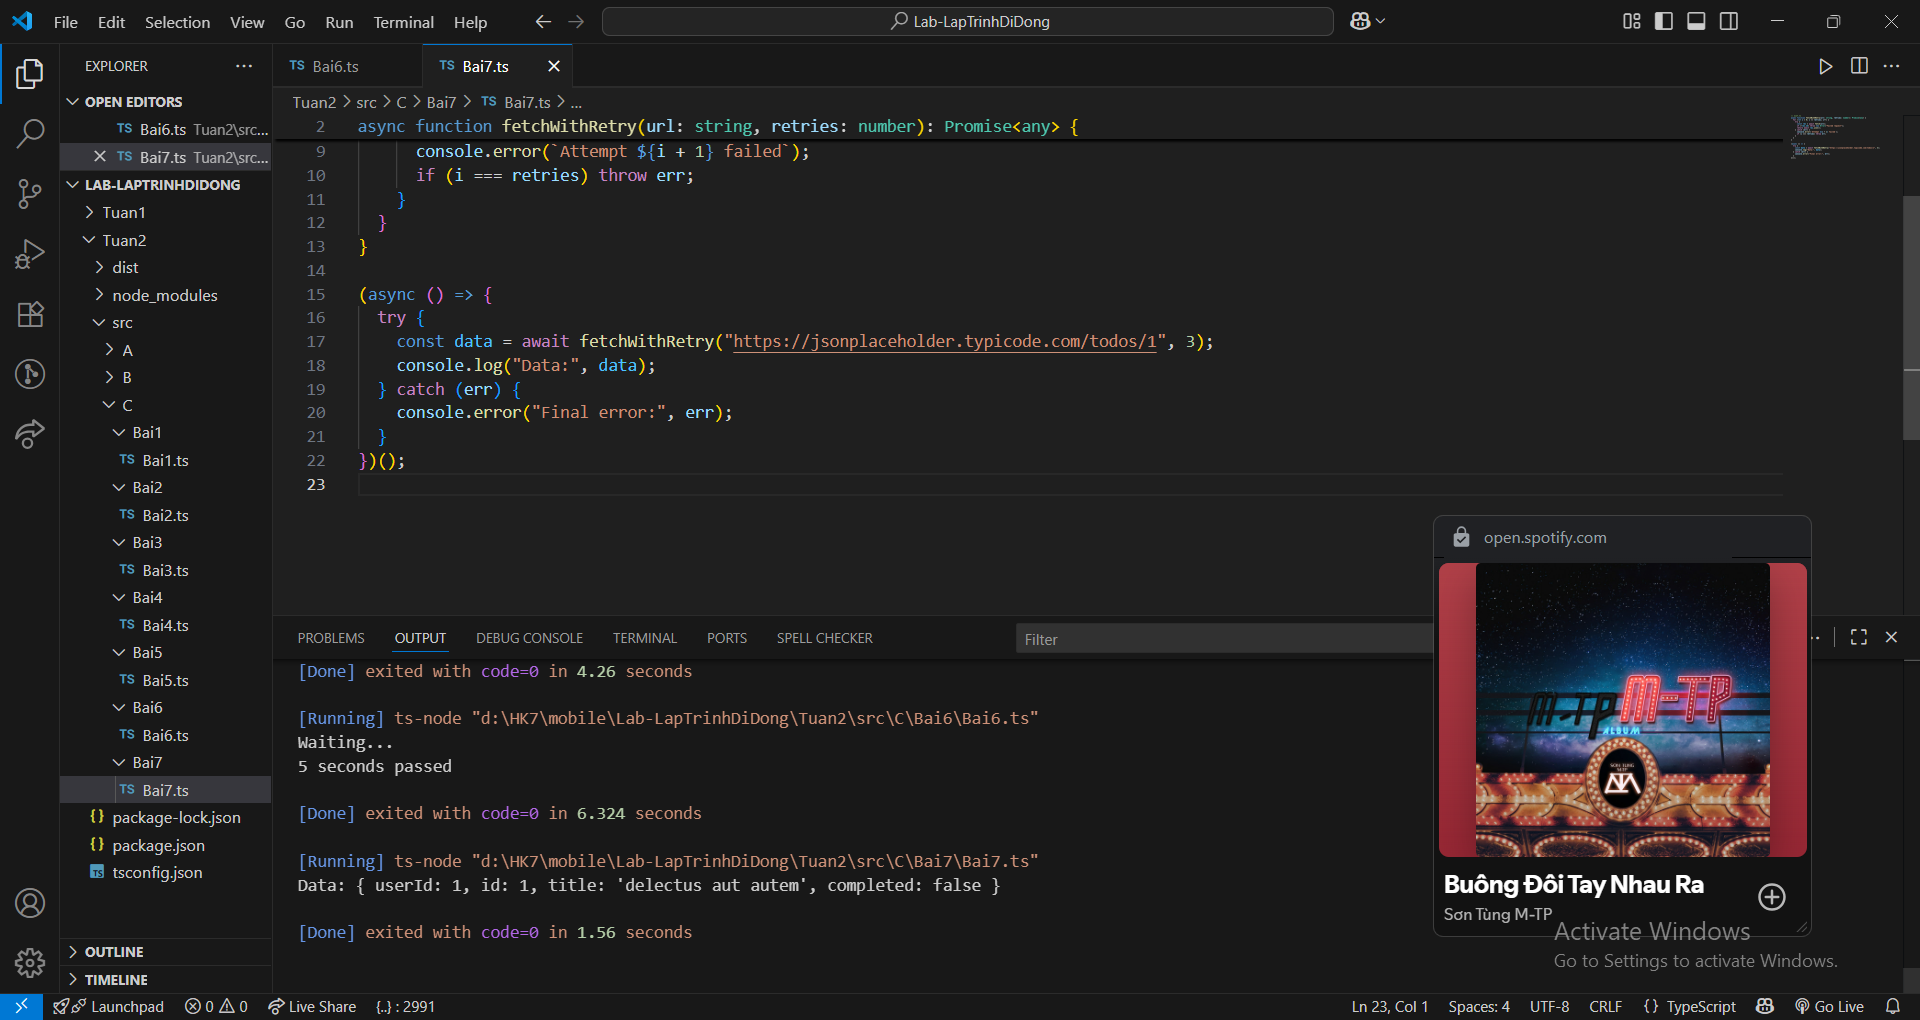 File Edit Selection View Go Run Terminal Help
Lab-LapTrinhDiDong
EXPLORER
OPEN EDITORS
TS Bai6.ts Tuan2\src...
TS Bai7.ts Tuan2\src...
LAB-LAPTRINHDIDONG
Tuan1
Tuan2
dist
node_modules
src
A
B
C
Bai1
TS Bai1.ts
Bai2
TS Bai2.ts
Bai3
TS Bai3.ts
Bai4
TS Bai4.ts
Bai5
TS Bai5.ts
Bai6
TS Bai6.ts
Bai7
TS Bai7.ts
{} package-lock.json
{} package.json
TS tsconfig.json
OUTLINE
TIMELINE
TS Bai6.ts
TS Bai7.ts
Tuan2 > src > C > Bai7 > TS Bai7.ts > ...
2 async function fetchWithRetry(url: string, retries: number): Promise<any> {
9 console.error(`Attempt ${i + 1} failed`);
10 if (i === retries) throw err;
11 }
12 }
13 }
14
15 (async () => {
16 try {
17 const data = await fetchWithRetry("https://jsonplaceholder.typicode.com/todos/1", 3);
18 console.log("Data:", data);
19 } catch (err) {
20 console.error("Final error:", err);
21 }
22 })();
23
PROBLEMS OUTPUT DEBUG CONSOLE TERMINAL PORTS SPELL CHECKER
Filter
[Done] exited with code=0 in 4.26 seconds
[Running] ts-node "d:\HK7\mobile\Lab-LapTrinhDiDong\Tuan2\src\C\Bai6\Bai6.ts"
Waiting...
5 seconds passed
[Done] exited with code=0 in 6.324 seconds
[Running] ts-node "d:\HK7\mobile\Lab-LapTrinhDiDong\Tuan2\src\C\Bai7\Bai7.ts"
Data: { userId: 1, id: 1, title: 'delectus aut autem', completed: false }
[Done] exited with code=0 in 1.56 seconds
open.spotify.com
M-TP M-TP
ALBUM
SON TUNG
MTP
Buông Đôi Tay Nhau Ra
Sơn Tùng M-TP
Activate Windows
Go to Settings to activate Windows.
Launchpad 0 0 Live Share {..} : 2991
Ln 23, Col 1 Spaces: 4 UTF-8 CRLF {} TypeScript Go Live